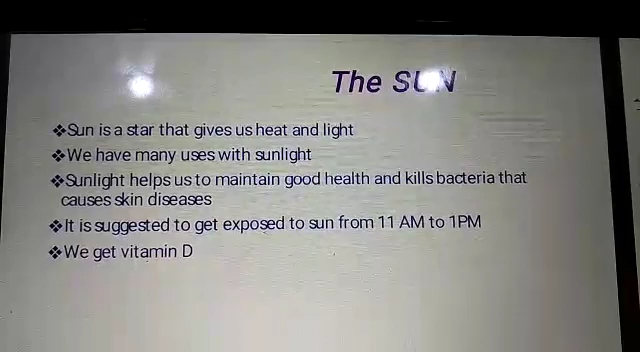 The SUN
❖Sun is a star that gives us heat and light
❖We have many uses with sunlight
❖Sunlight helps us to maintain good health and kills bacteria that
causes skin diseases
❖It is suggested to get exposed to sun from 11 AM to 1PM
❖We get vitamin D